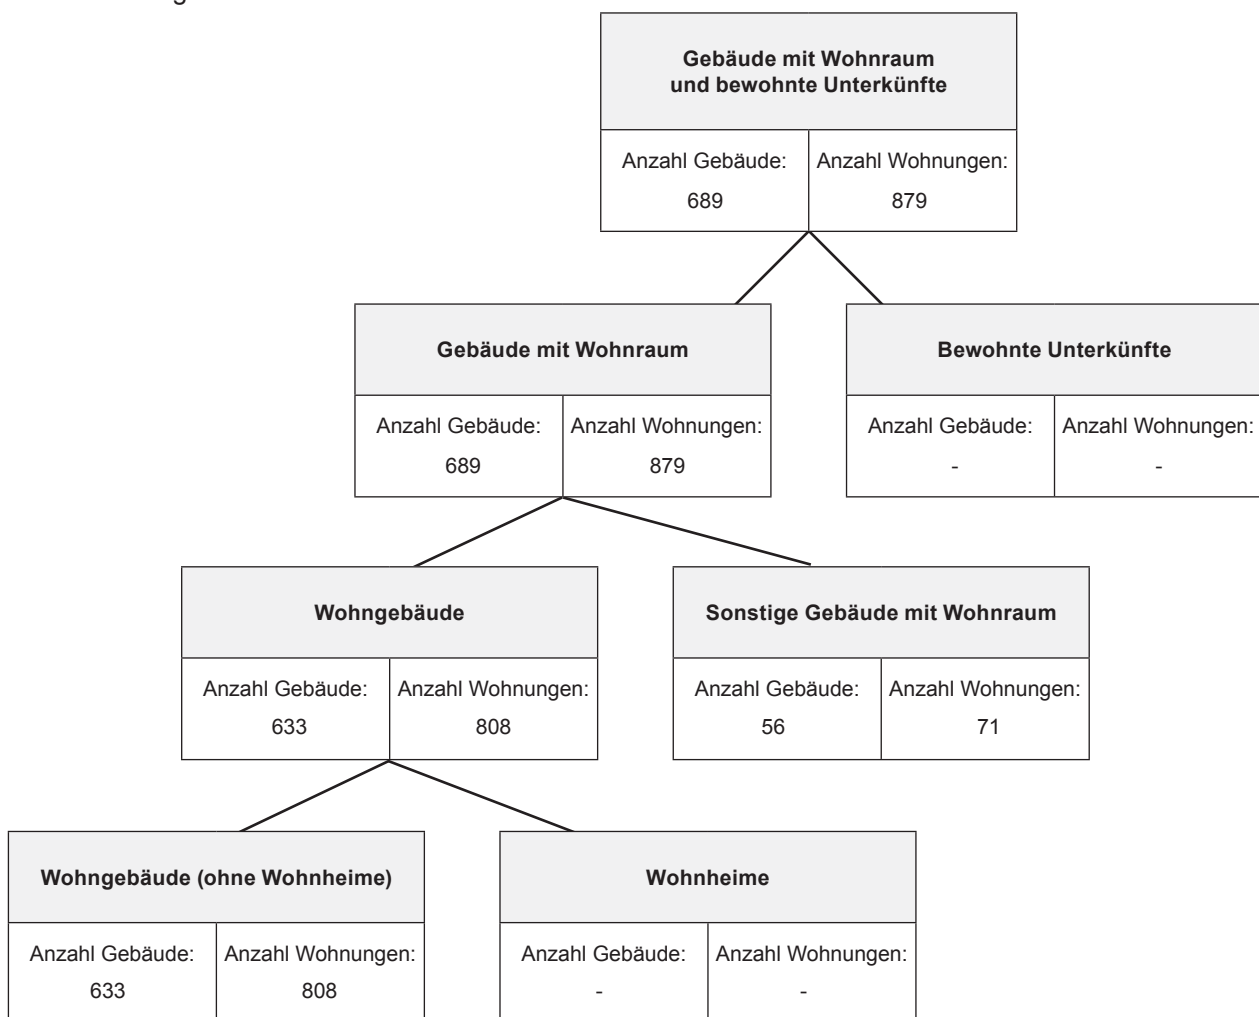 Gebäude mit Wohnraum
und bewohnte Unterkünfte
Anzahl Gebäude:
689
Anzahl Wohnungen:
879
Gebäude mit Wohnraum
Anzahl Gebäude:
689
Anzahl Wohnungen:
879
Bewohnte Unterkünfte
Anzahl Gebäude:
-
Anzahl Wohnungen:
-
Wohngebäude
Anzahl Gebäude:
633
Anzahl Wohnungen:
808
Sonstige Gebäude mit Wohnraum
Anzahl Gebäude:
56
Anzahl Wohnungen:
71
Wohngebäude (ohne Wohnheime)
Anzahl Gebäude:
633
Anzahl Wohnungen:
808
Wohnheime
Anzahl Gebäude:
-
Anzahl Wohnungen:
-